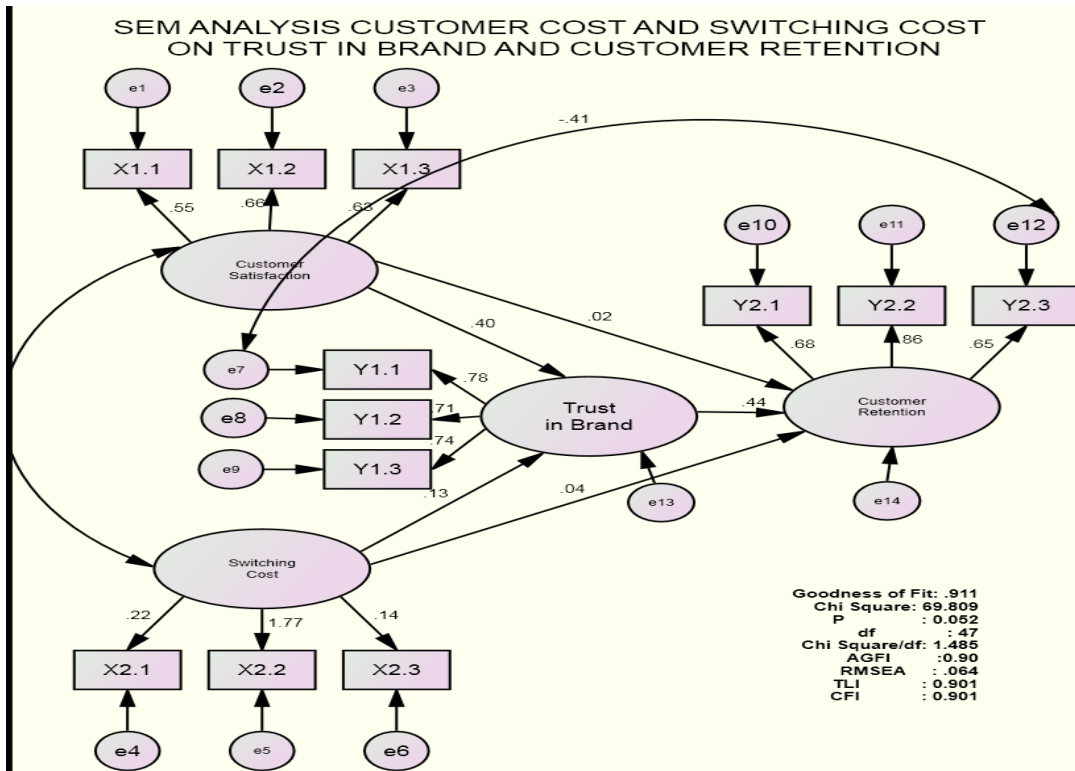 SEM ANALYSIS CUSTOMER COST AND SWITCHING COST
ON TRUST IN BRAND AND CUSTOMER RETENTION
e1
e2
e3
-.41
X1.1
X1.2
X1.3
.55
.66
.63
e10
e11
e12
Customer
Satisfaction
Y2.1
Y2.2
Y2.3
.40
.02
.68
.86
.65
e7
Y1.1
.78
e8
Y1.2
.71
e9
Y1.3
.74
Trust
in Brand
.44
Customer
Retention
.13
.04
e13
e14
Switching
Cost
.22
1.77
.14
X2.1
X2.2
X2.3
e4
e5
e6
Goodness of Fit: .911
Chi Square: 69.809
P : 0.052
df : 47
Chi Square/df: 1.485
AGFI :0.90
RMSEA : .064
TLI : 0.901
CFI : 0.901